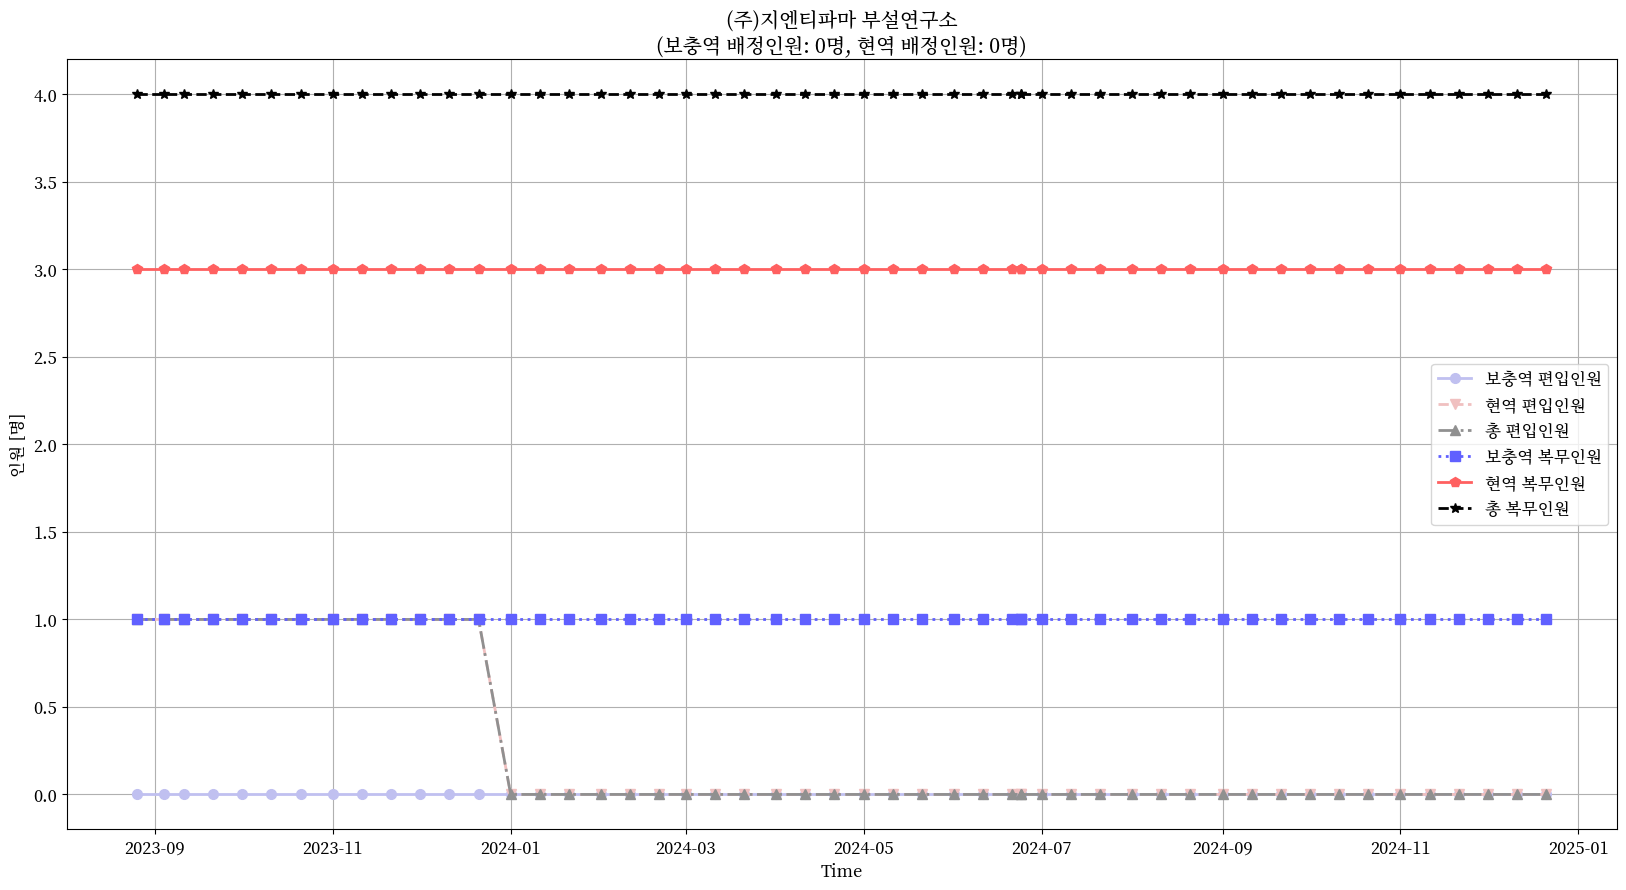 (주)지엔티파마 부설연구소
(보충역 배정인원: 0명, 현역 배정인원: 0명)
인원 [명]
4.0
3.5
3.0
2.5
2.0
1.5
1.0
0.5
0.0
보충역 편입인원
현역 편입인원
총 편입인원
보충역 복무인원
현역 복무인원
총 복무인원
2023-09 2023-11 2024-01 2024-03 2024-05 2024-07 2024-09 2024-11 2025-01
Time